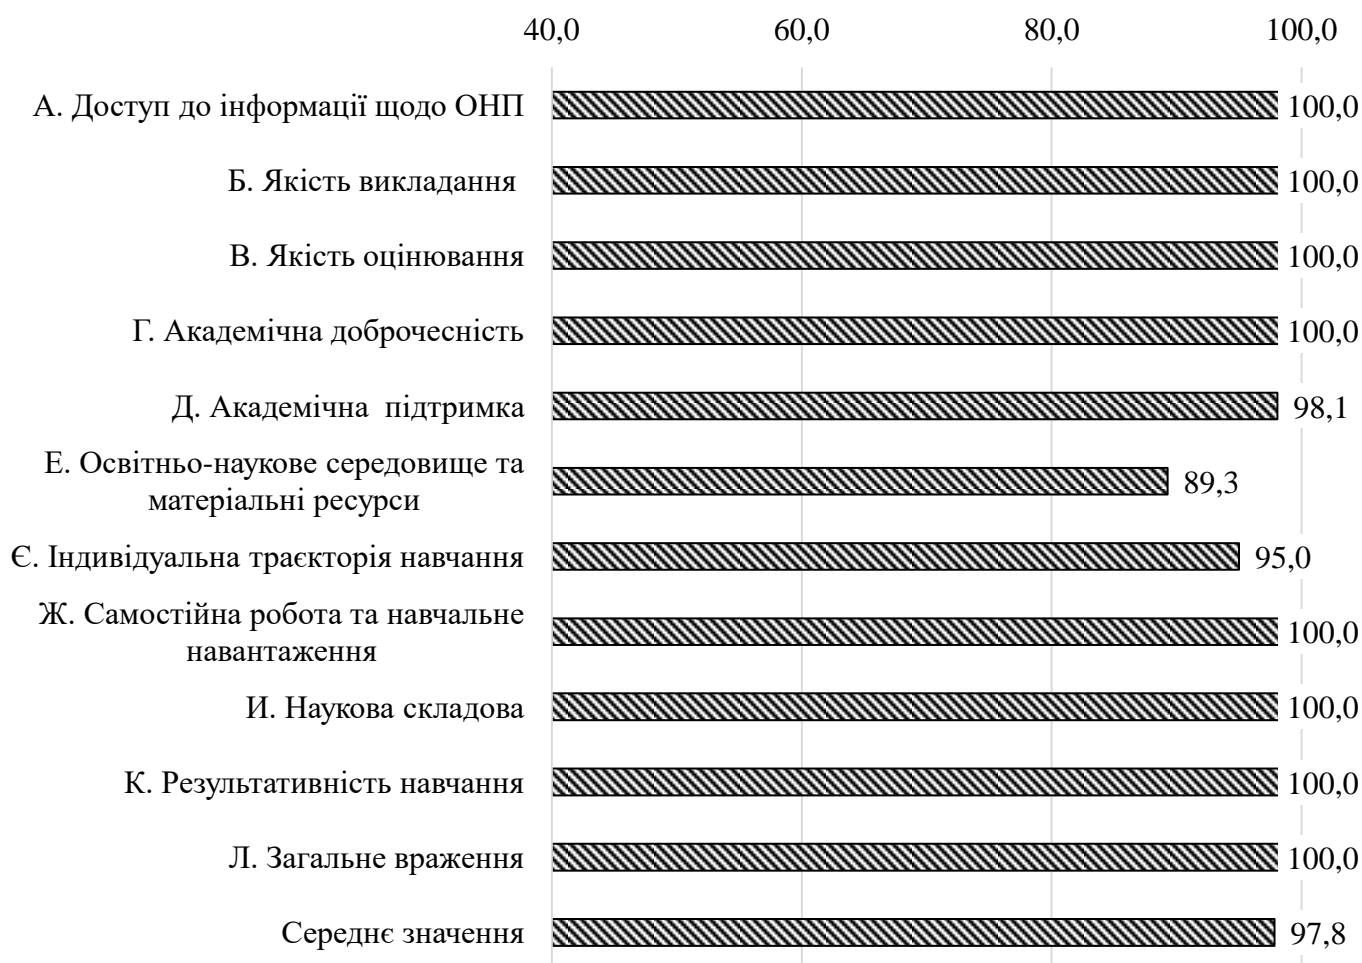 40,0 60,0 80,0 100,0
А. Доступ до інформації щодо ОНП 100,0
Б. Якість викладання 100,0
В. Якість оцінювання 100,0
Г. Академічна доброчесність 100,0
Д. Академічна підтримка 98,1
Е. Освітньо-наукове середовище та
матеріальні ресурси 89,3
Є. Індивідуальна траєкторія навчання 95,0
Ж. Самостійна робота та навчальне
навантаження 100,0
И. Наукова складова 100,0
К. Результативність навчання 100,0
Л. Загальне враження 100,0
Середнє значення 97,8